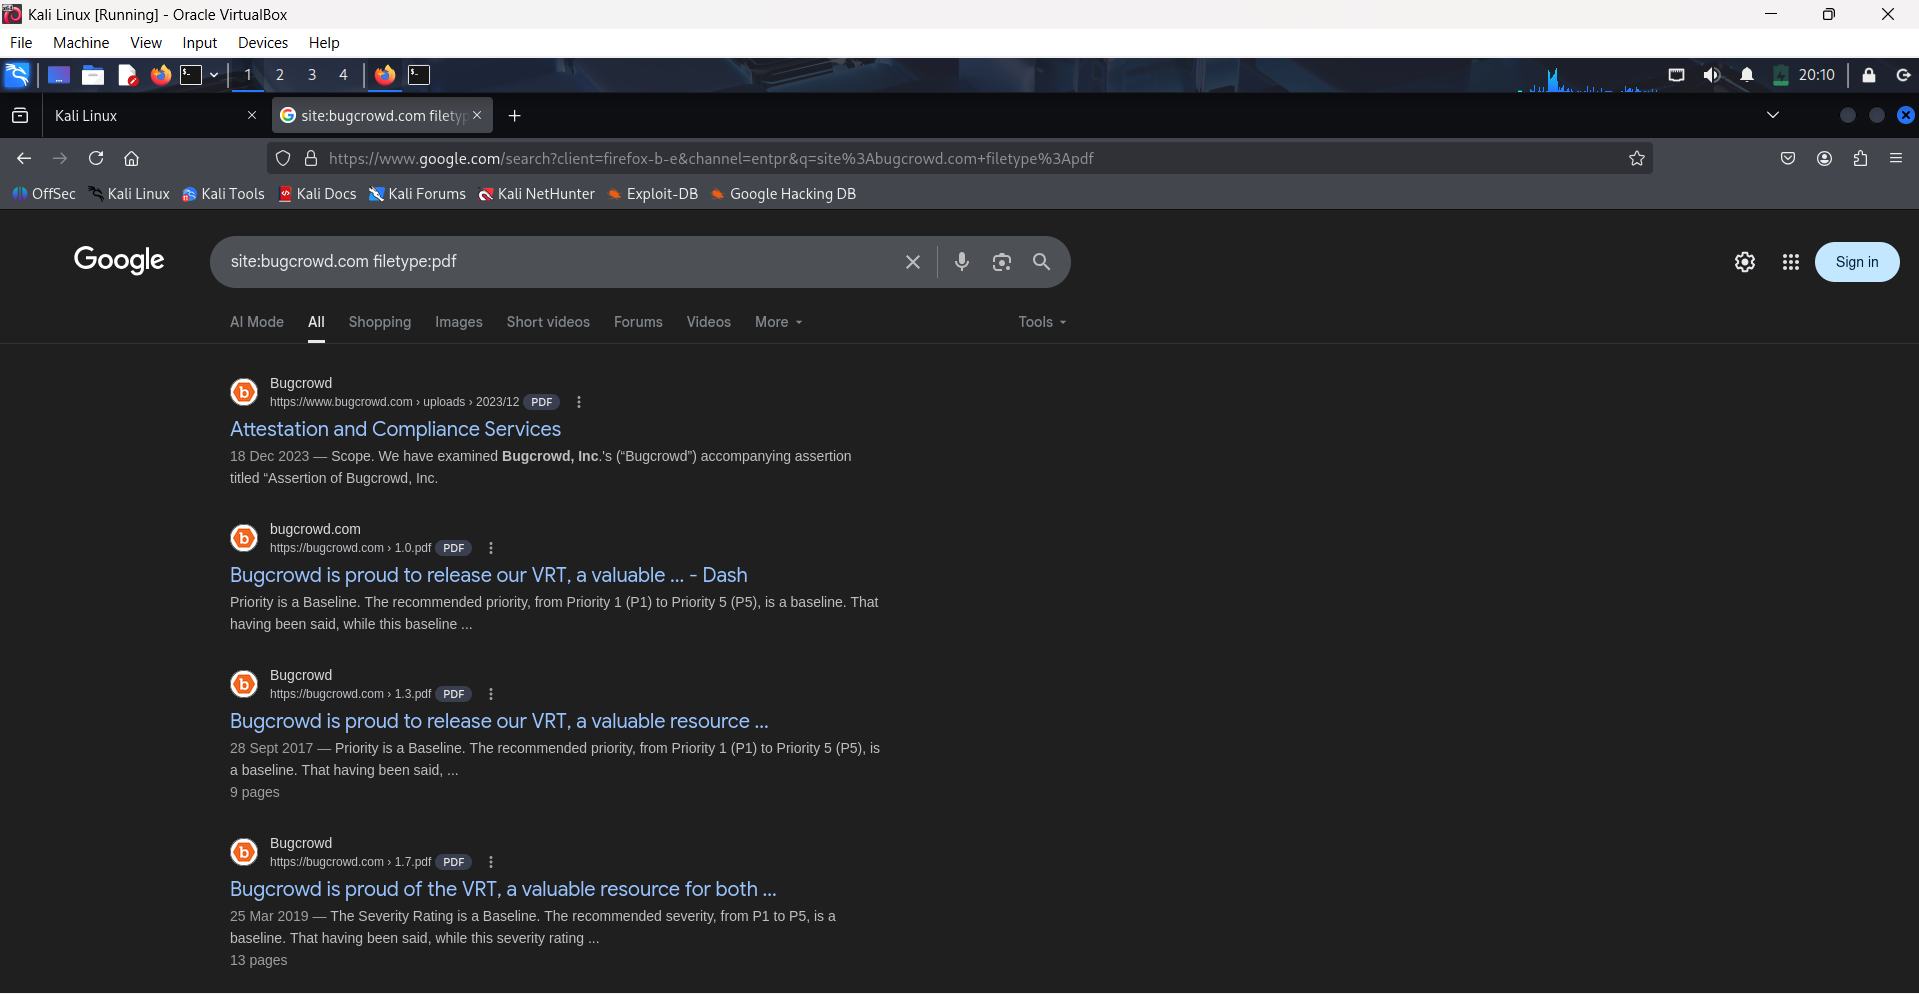 Kali Linux [Running] - Oracle VirtualBox
File Machine View Input Devices Help
1 2 3 4
20:10
Kali Linux
site:bugcrowd.com filetyp
https://www.google.com/search?client=firefox-b-e&channel=entpr&q=site%3Abugcrowd.com+filetype%3Apdf
OffSec Kali Linux Kali Tools Kali Docs Kali Forums Kali NetHunter Exploit-DB Google Hacking DB
Google
site:bugcrowd.com filetype:pdf
Sign in
AI Mode All Shopping Images Short videos Forums Videos More Tools
Bugcrowd
https://www.bugcrowd.com › uploads › 2023/12 PDF
Attestation and Compliance Services
18 Dec 2023 — Scope. We have examined Bugcrowd, Inc.'s (“Bugcrowd”) accompanying assertion
titled “Assertion of Bugcrowd, Inc.
bugcrowd.com
https://bugcrowd.com › 1.0.pdf PDF
Bugcrowd is proud to release our VRT, a valuable ... - Dash
Priority is a Baseline. The recommended priority, from Priority 1 (P1) to Priority 5 (P5), is a baseline. That
having been said, while this baseline ...
Bugcrowd
https://bugcrowd.com › 1.3.pdf PDF
Bugcrowd is proud to release our VRT, a valuable resource ...
28 Sept 2017 — Priority is a Baseline. The recommended priority, from Priority 1 (P1) to Priority 5 (P5), is
a baseline. That having been said, ...
9 pages
Bugcrowd
https://bugcrowd.com › 1.7.pdf PDF
Bugcrowd is proud of the VRT, a valuable resource for both ...
25 Mar 2019 — The Severity Rating is a Baseline. The recommended severity, from P1 to P5, is a
baseline. That having been said, while this severity rating ...
13 pages